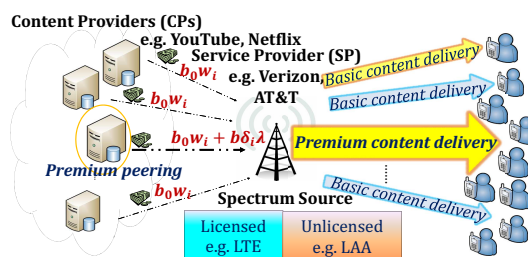 Content Providers (CPs)
e.g. YouTube, Netflix
Service Provider (SP)
e.g. Verizon,
AT&T
b₀wᵢ
b₀wᵢ
b₀wᵢ + bδᵢλ
Premium peering
b₀wᵢ
Basic content delivery
Basic content delivery
Premium content delivery
Basic content delivery
Spectrum Source
Licensed
e.g. LTE
Unlicensed
e.g. LAA